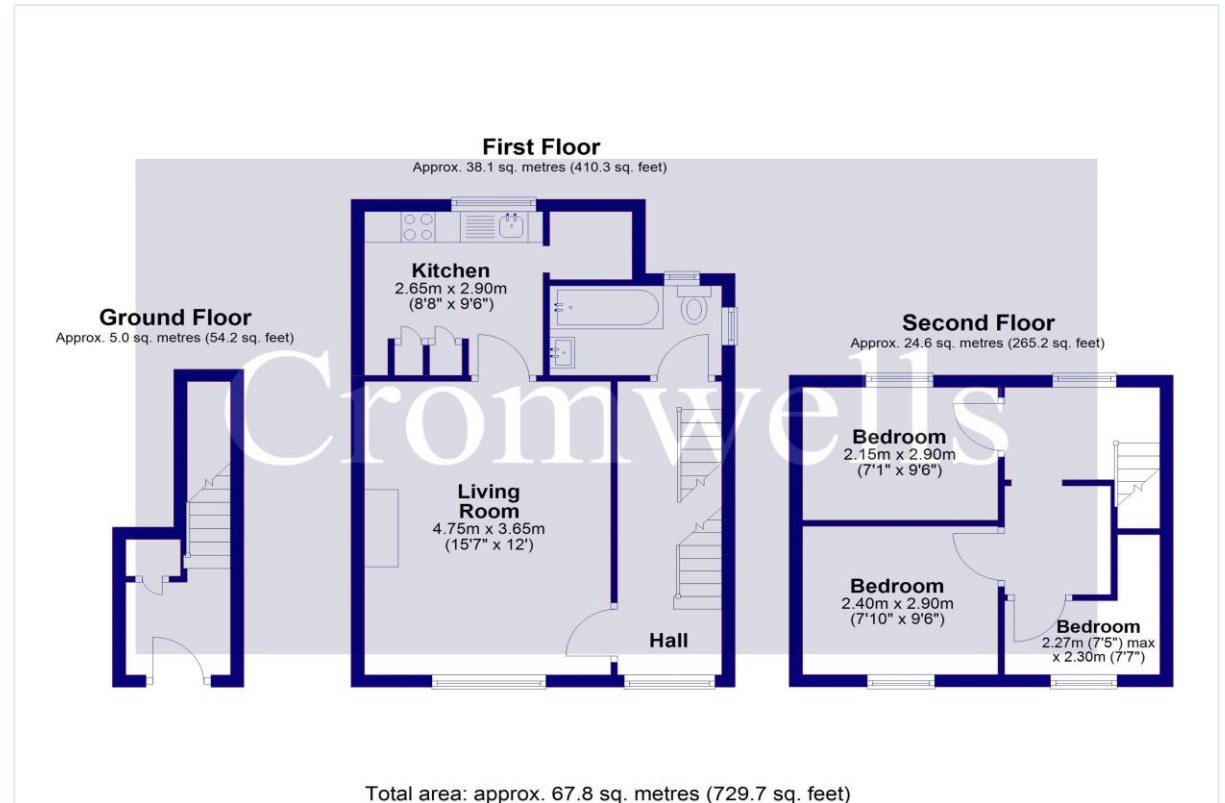 First Floor
Approx. 38.1 sq. metres (410.3 sq. feet)
Kitchen
2.65m x 2.90m
(8'8" x 9'6")
Ground Floor
Approx. 5.0 sq. metres (54.2 sq. feet)
Second Floor
Approx. 24.6 sq. metres (265.2 sq. feet)
Cromwells
Bedroom
2.15m x 2.90m
(7'1" x 9'6")
Living
Room
4.75m x 3.65m
(15'7" x 12')
Bedroom
2.40m x 2.90m
(7'10" x 9'6")
Hall
Bedroom
2.27m (7'5") max
x 2.30m (7'7")
Total area: approx. 67.8 sq. metres (729.7 sq. feet)